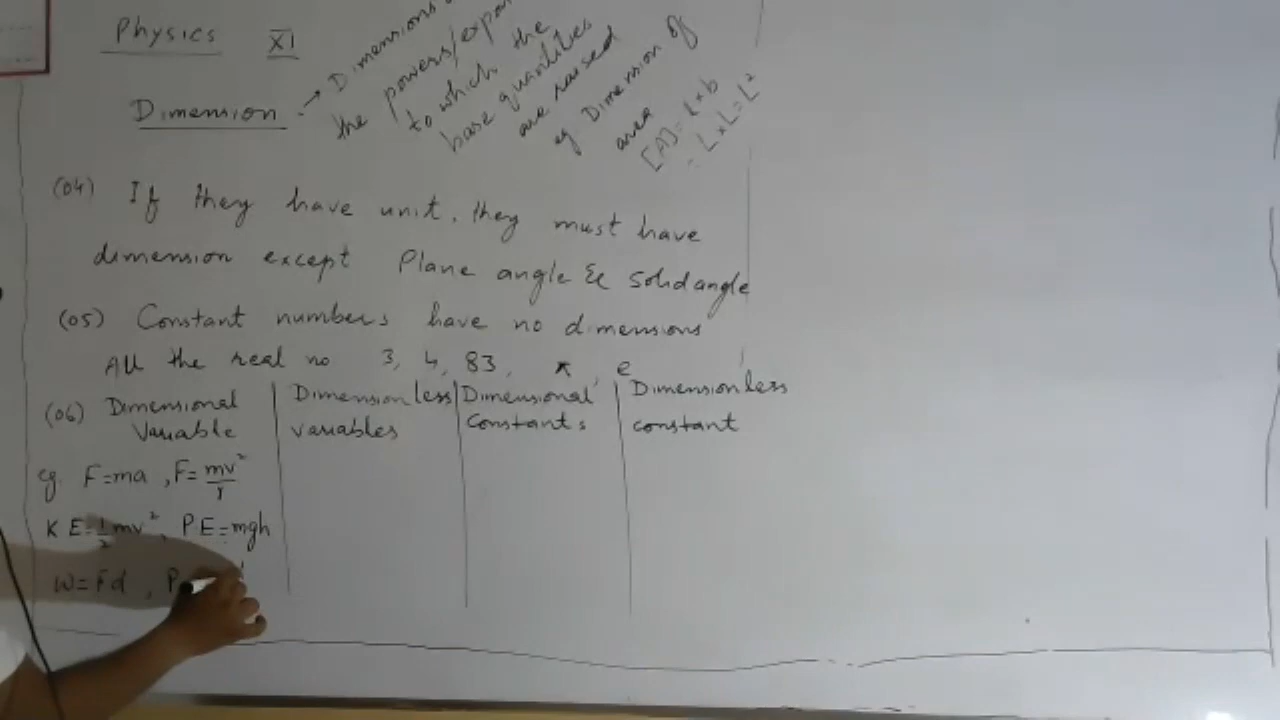 Physics XI
Dimension → Dimensions
the powers/expo
to which the
base quantities
are raised
eg Dimension of
area
[A] = L × b
= L × L = L²
(04) If they have unit, they must have
dimension except Plane angle & solid angle
(05) Constant numbers have no dimensions
All the real no 3, 4, 83, π, e
(06) Dimensional Variable
Dimensionless variables
Dimensional Constants
Dimensionless constant
eg. F=ma, F=mv²/r
KE=1/2mv², PE=mgh
W=Fd, P